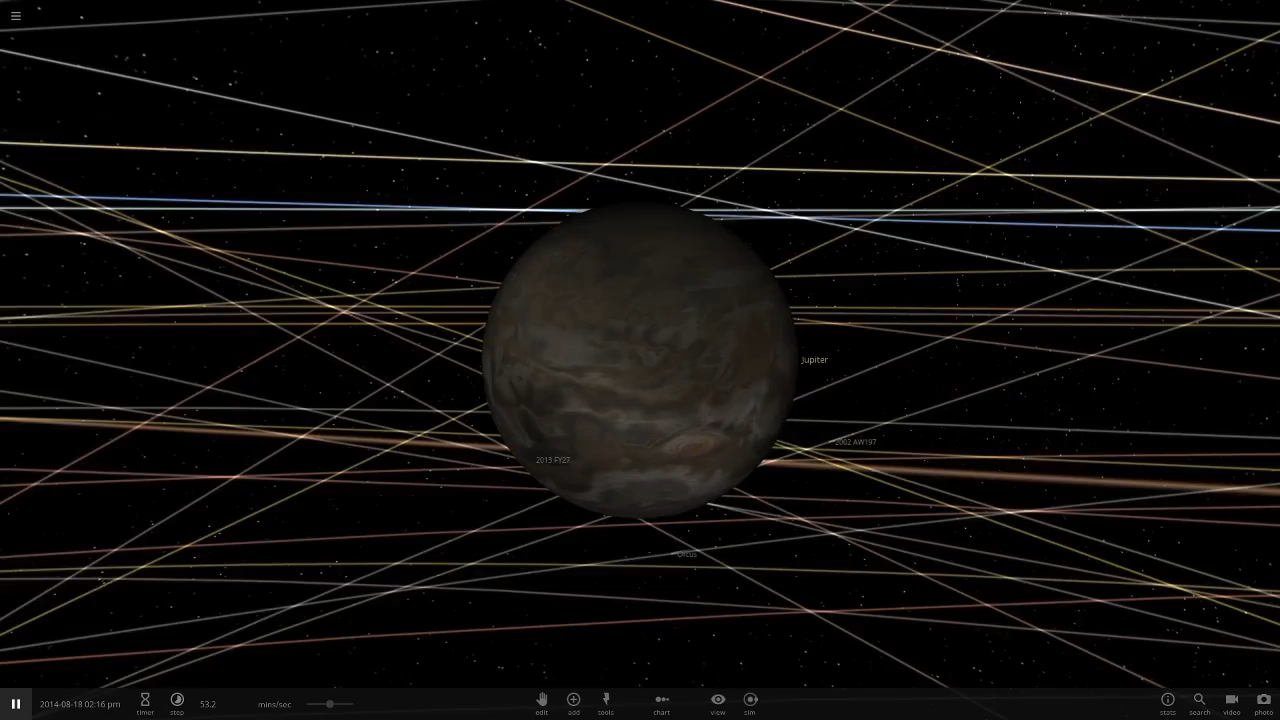 Jupiter
2002 AW197
2013 FY27
Orcus
2014-08-18 02:16 pm
timer
step
53.2
mins/sec
edit
add
tools
chart
view
sim
stats
search
video
photo